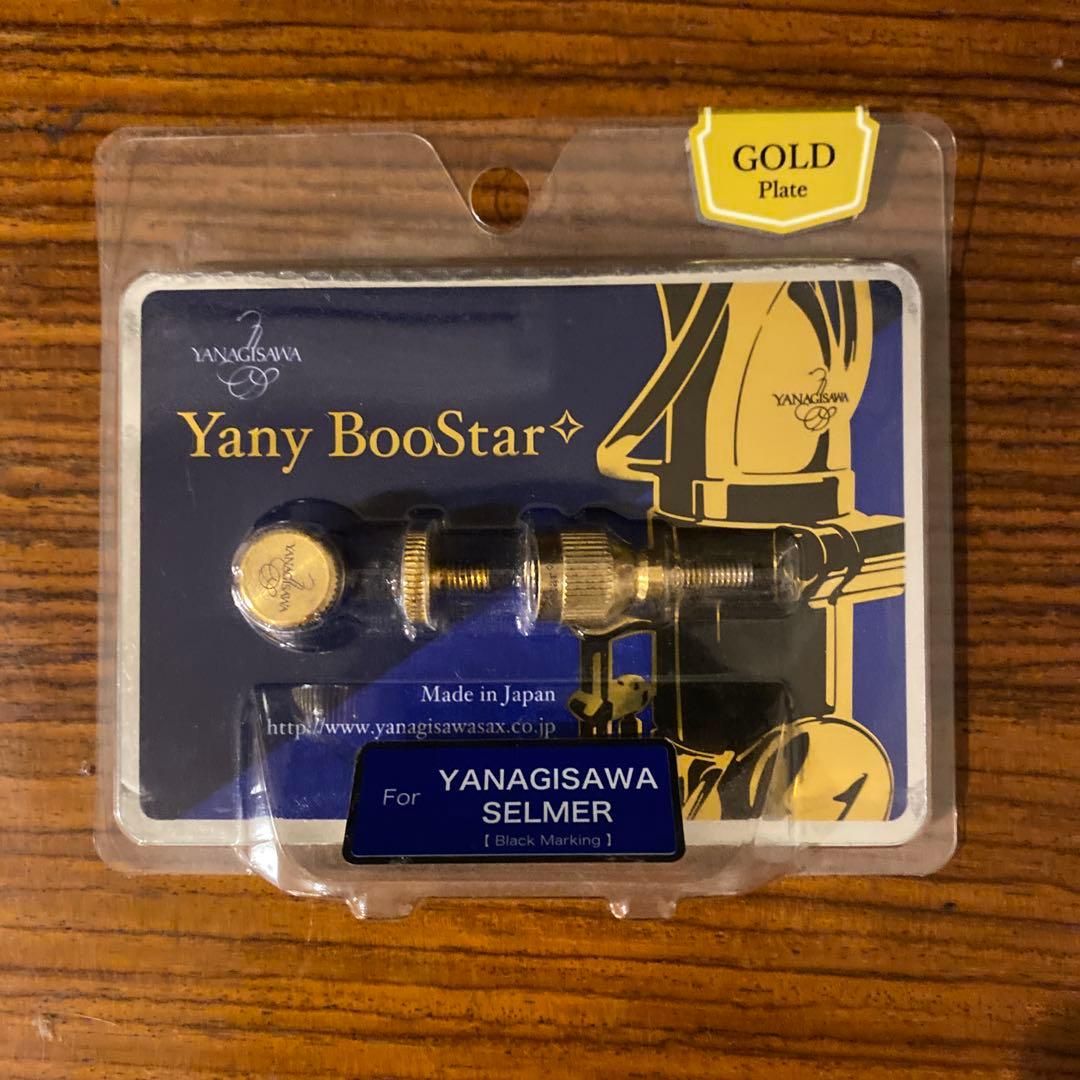 GOLD
Plate
YANAGISAWA
YANAGISAWA
Yany BooStar
YANAGISAWA
Made in Japan
http://www.yanagisawasax.co.jp
For YANAGISAWA
SELMER
【 Black Marking 】